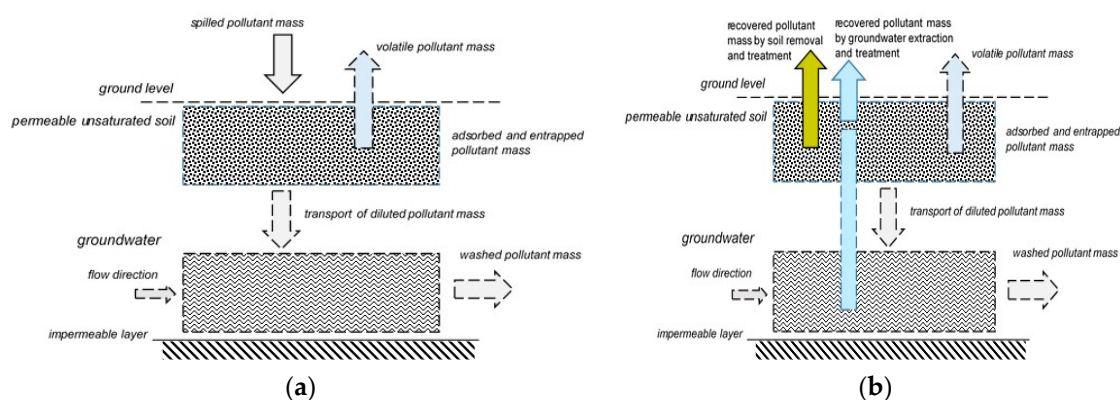 spilled pollutant mass
volatile pollutant mass
ground level
permeable unsaturated soil
adsorbed and entrapped
pollutant mass
transport of diluted pollutant mass
groundwater
washed pollutant mass
flow direction
impermeable layer
(a)
recovered pollutant
mass by soil removal
and treatment
recovered pollutant mass
by groundwater extraction
and treatment
volatile pollutant mass
ground level
permeable unsaturated soil
adsorbed and entrapped
pollutant mass
transport of diluted pollutant mass
groundwater
washed pollutant mass
flow direction
impermeable layer
(b)